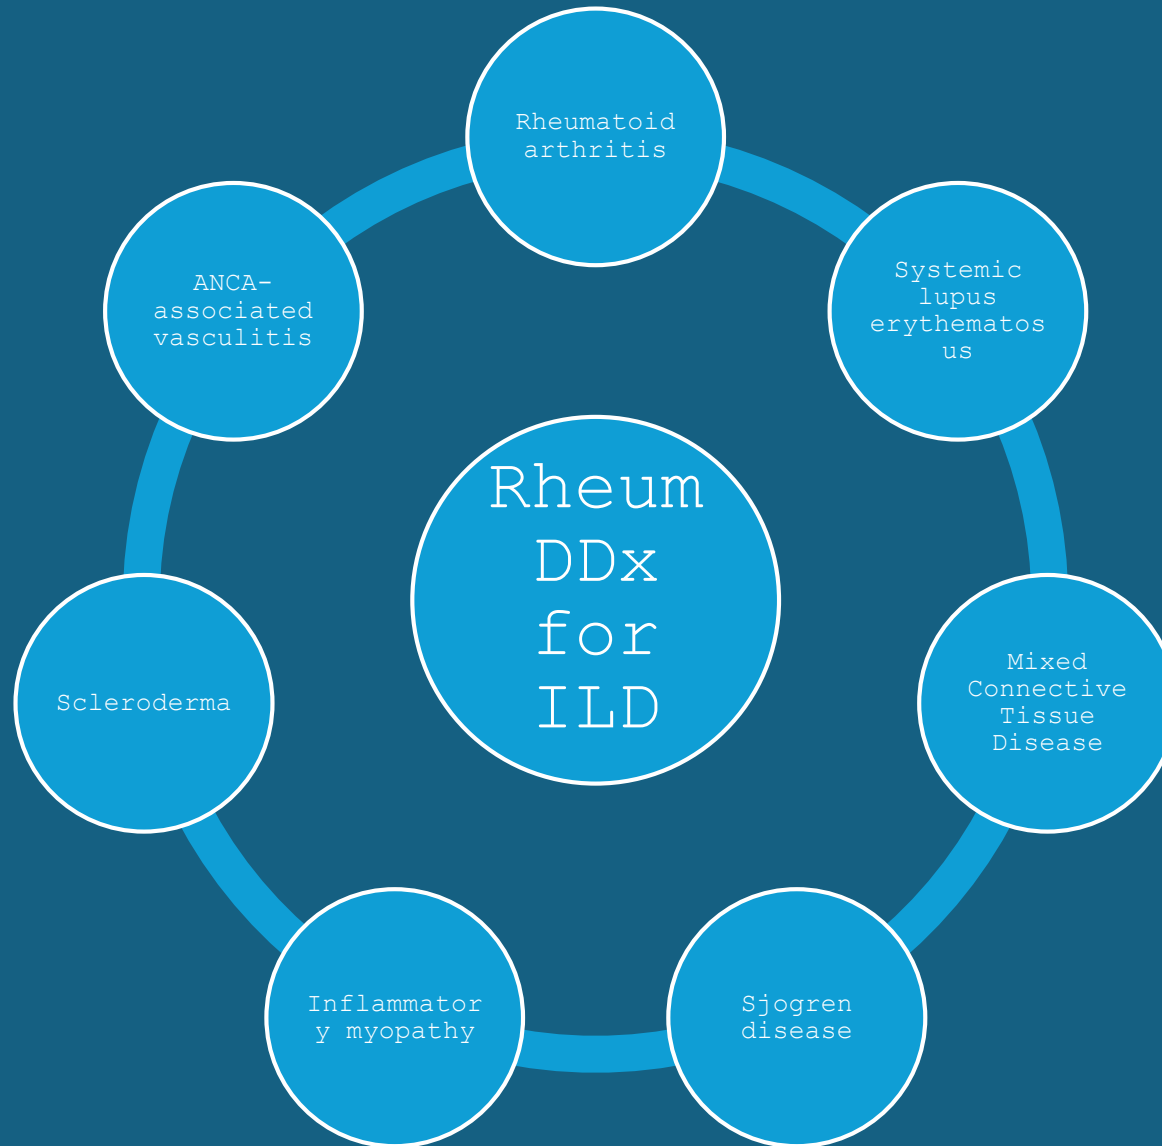 Rheumatoid
arthritis
Systemic
lupus
erythematos
us
Mixed
Connective
Tissue
Disease
Sjogren
disease
Inflammator
y myopathy
Scleroderma
ANCA-
associated
vasculitis
Rheum
DDx
for
ILD